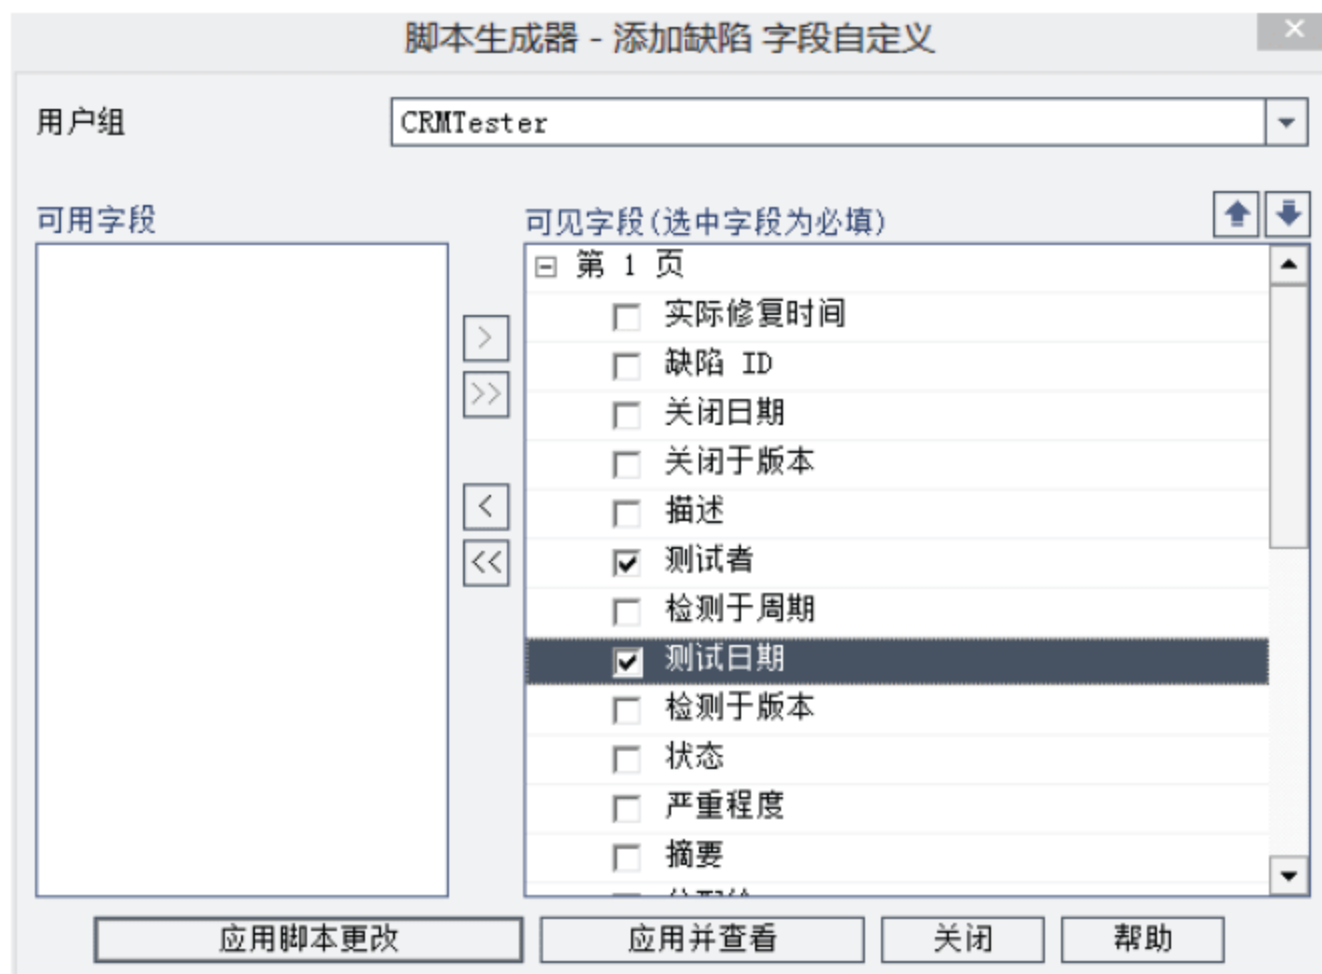 脚本生成器 - 添加缺陷 字段自定义
用户组
CRMTester
可用字段
可见字段(选中字段为必填)
第 1 页
实际修复时间
缺陷 ID
关闭日期
关闭于版本
描述
测试者
检测于周期
测试日期
检测于版本
状态
严重程度
摘要
>
>>
<
<<
应用脚本更改
应用并查看
关闭
帮助